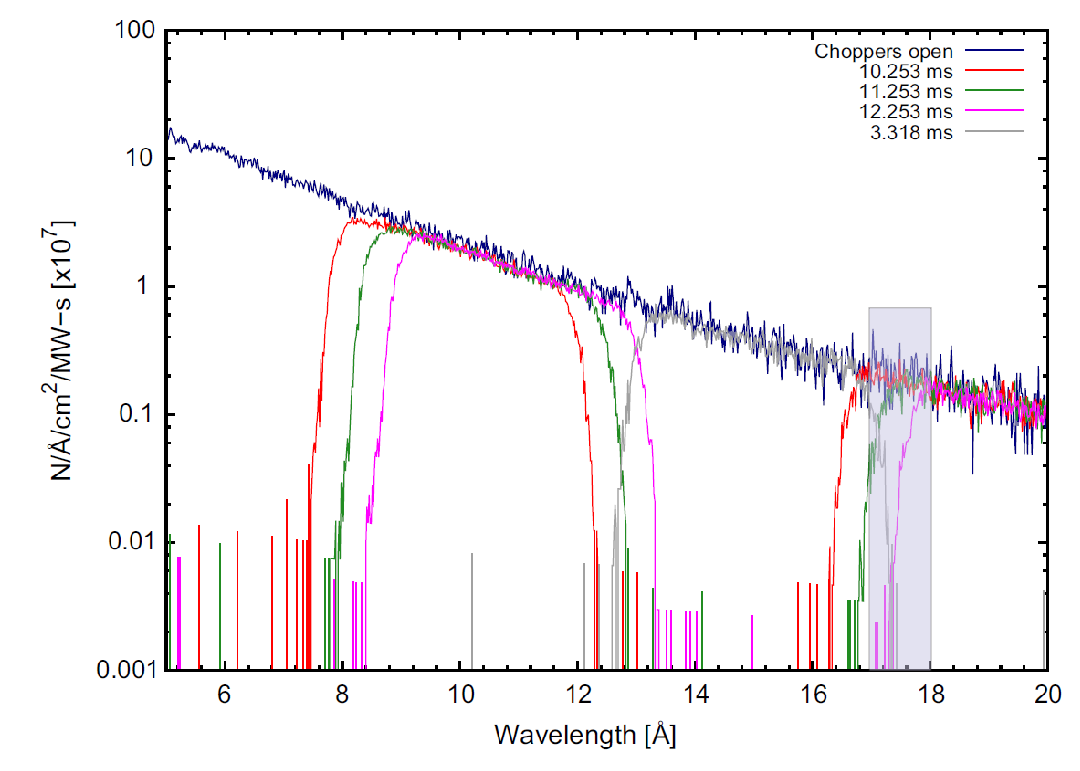 100
10
1
0.1
0.01
0.001
N/Å/cm²/MW−s [x10⁷]
Choppers open
10.253 ms
11.253 ms
12.253 ms
3.318 ms
6 8 10 12 14 16 18 20
Wavelength [Å]